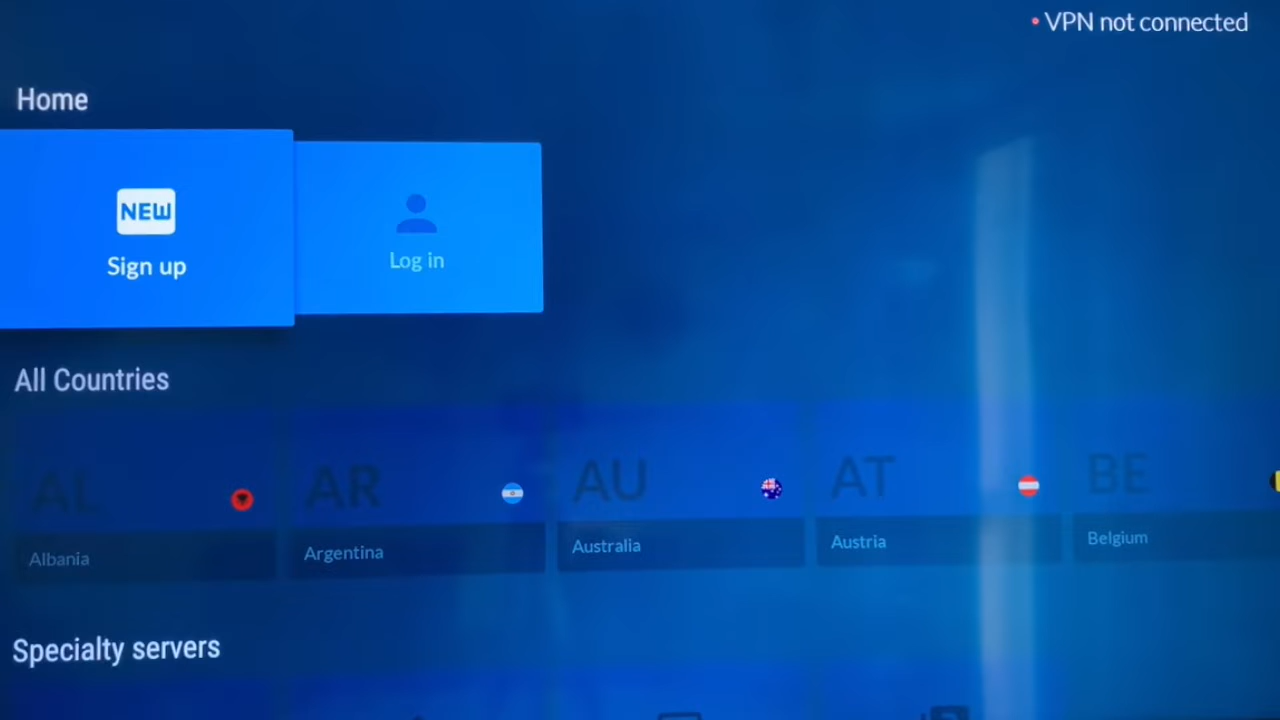 VPN not connected
Home
NEW
Sign up
Log in
All Countries
AL
AR
AU
AT
BE
Albania
Argentina
Australia
Austria
Belgium
Specialty servers